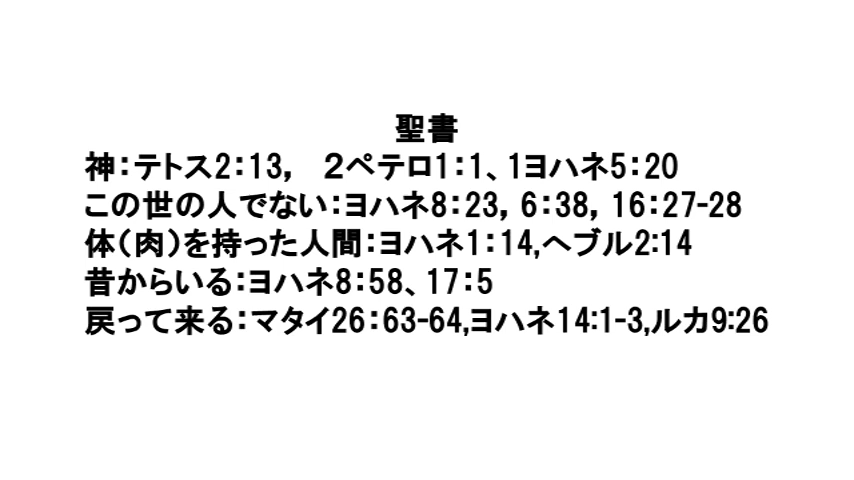 聖書
神：テトス2：13，　２ペテロ1：1、1ヨハネ5：20
この世の人でない：ヨハネ8：23，6：38，16：27-28
体（肉）を持った人間：ヨハネ1：14,ヘブル2:14
昔からいる：ヨハネ8：58、17：5
戻って来る：マタイ26：63-64,ヨハネ14:1-3,ルカ9:26